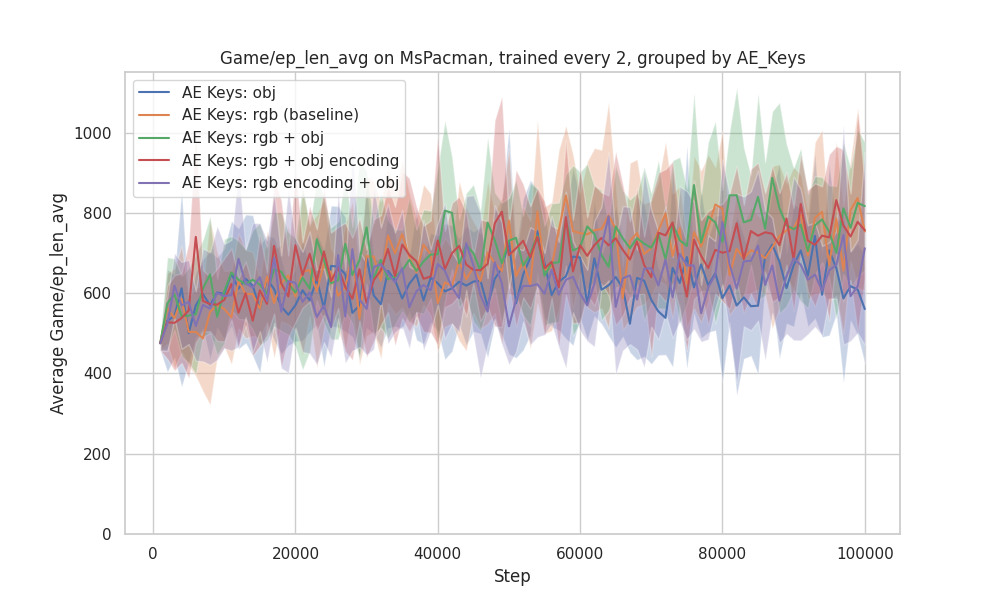 Game/ep_len_avg on MsPacman, trained every 2, grouped by AE_Keys
AE Keys: obj
AE Keys: rgb (baseline)
AE Keys: rgb + obj
AE Keys: rgb + obj encoding
AE Keys: rgb encoding + obj
Average Game/ep_len_avg
1000
800
600
400
200
0
0 20000 40000 60000 80000 100000
Step